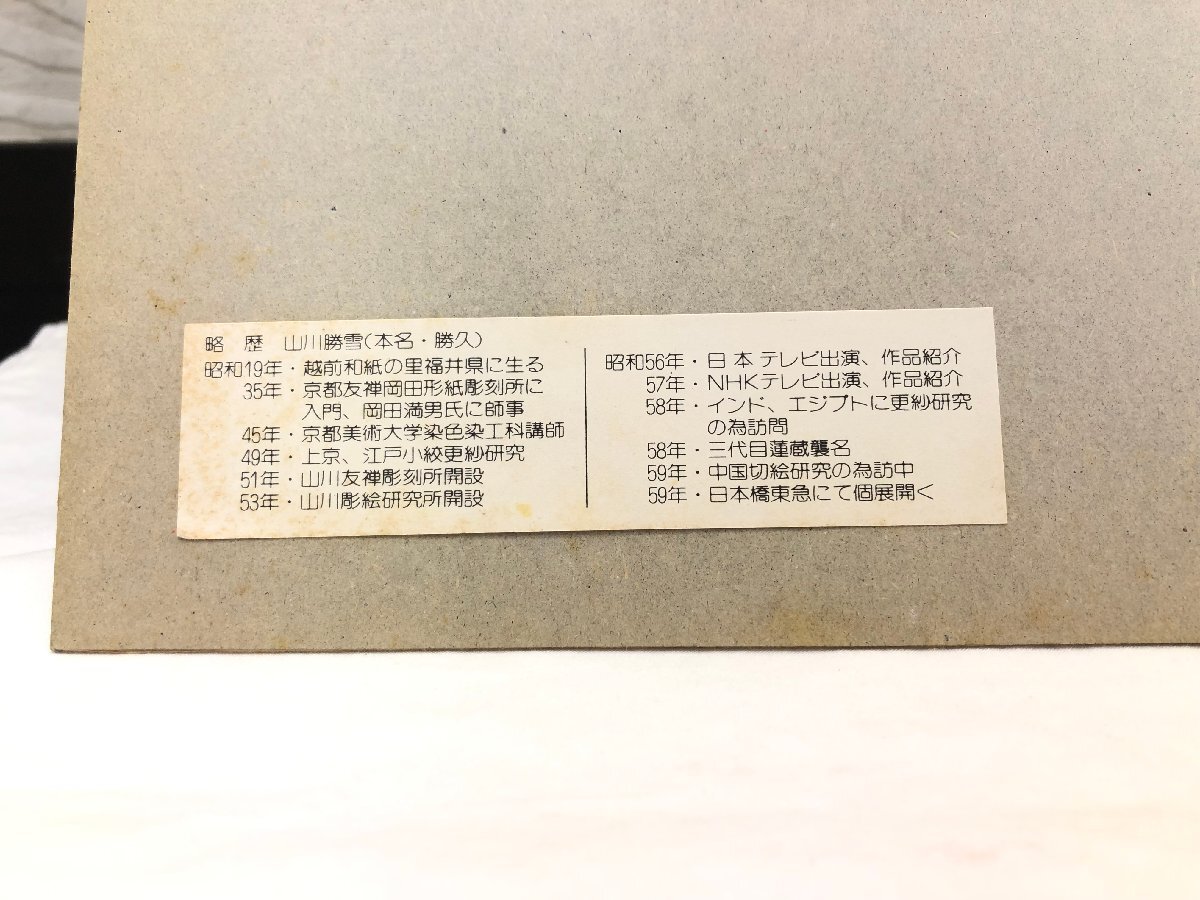 略 歴 山川勝雪(本名・勝久)
昭和19年・越前和紙の里福井県に生る
35年・京都友禅岡田形紙彫刻所に
入門、岡田満男氏に師事
45年・京都美術大学染色染工科講師
49年・上京、江戸小紋更紗研究
51年・山川友禅彫刻所開設
53年・山川彫絵研究所開設
昭和56年・日本テレビ出演、作品紹介
57年・NHKテレビ出演、作品紹介
58年・インド、エジプトに更紗研究
の為訪問
58年・三代目蓮蔵襲名
59年・中国切絵研究の為訪中
59年・日本橋東急にて個展開く